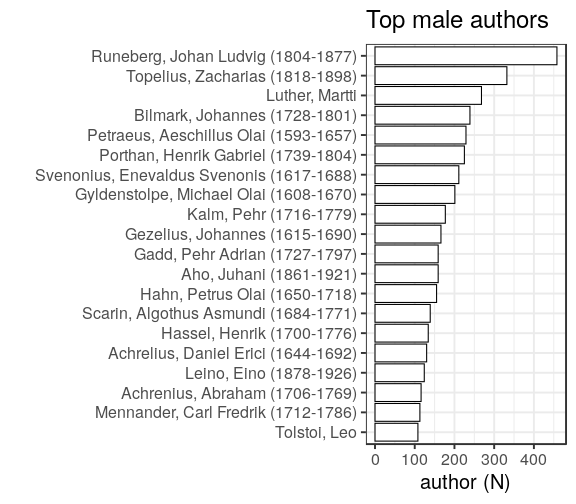 Top male authors
Runeberg, Johan Ludvig (1804-1877)
Topelius, Zacharias (1818-1898)
Luther, Martti
Bilmark, Johannes (1728-1801)
Petraeus, Aeschillus Olai (1593-1657)
Porthan, Henrik Gabriel (1739-1804)
Svenonius, Enevaldus Svenonis (1617-1688)
Gyldenstolpe, Michael Olai (1608-1670)
Kalm, Pehr (1716-1779)
Gezelius, Johannes (1615-1690)
Gadd, Pehr Adrian (1727-1797)
Aho, Juhani (1861-1921)
Hahn, Petrus Olai (1650-1718)
Scarin, Algothus Asmundi (1684-1771)
Hassel, Henrik (1700-1776)
Achrelius, Daniel Erici (1644-1692)
Leino, Eino (1878-1926)
Achrenius, Abraham (1706-1769)
Mennander, Carl Fredrik (1712-1786)
Tolstoi, Leo
0 100 200 300 400
author (N)